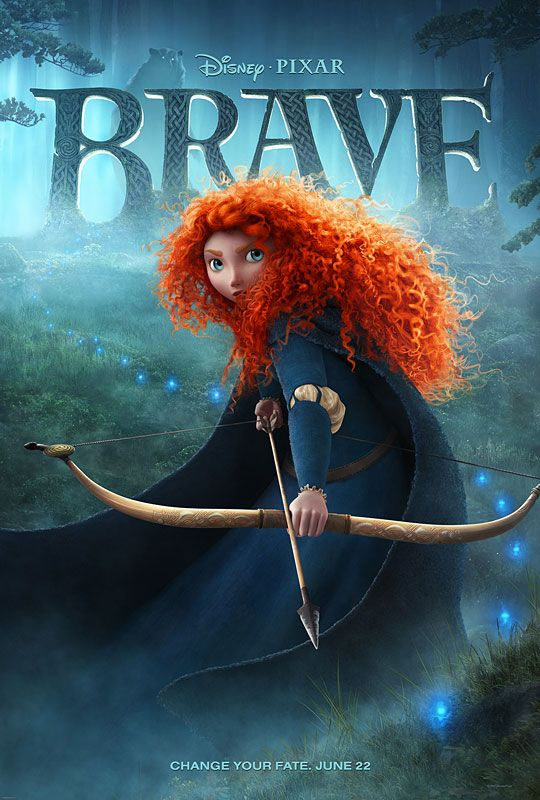 Disney · PIXAR
BRAVE
CHANGE YOUR FATE. JUNE 22